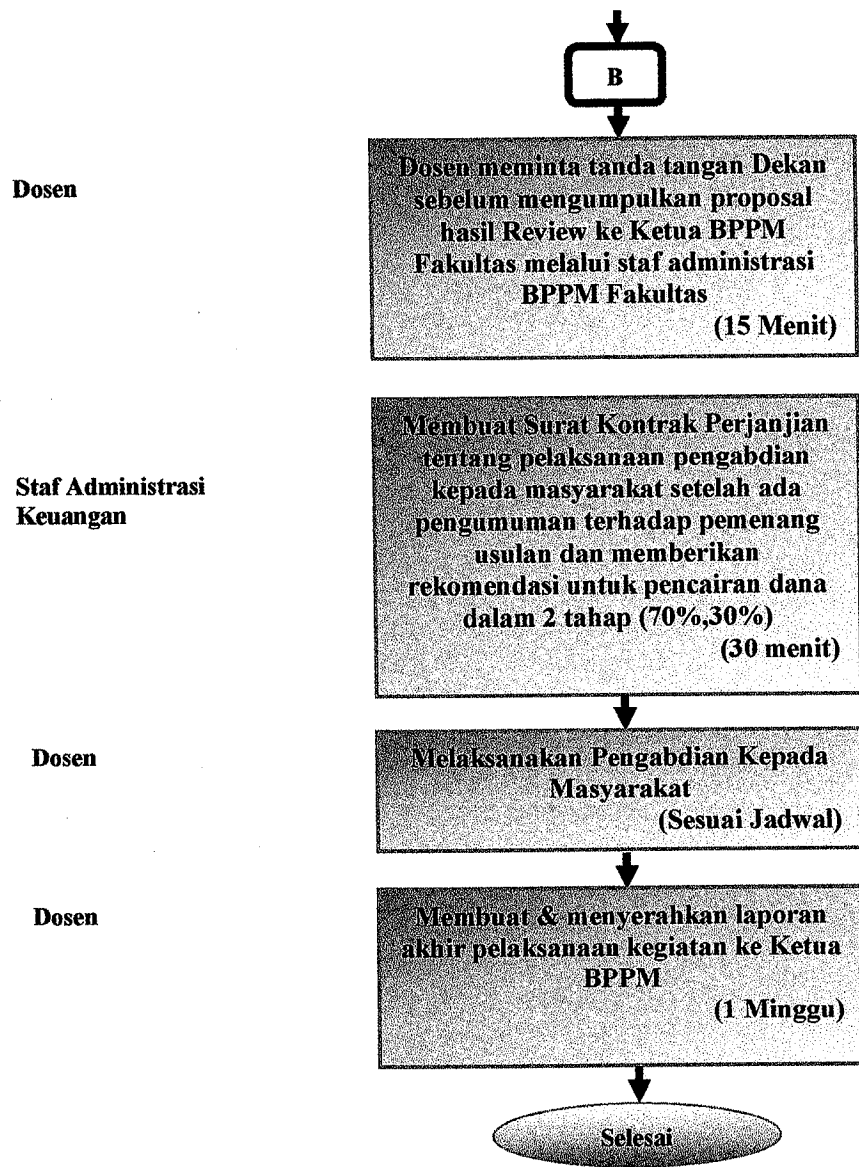 B
Dosen
Dosen meminta tanda tangan Dekan
sebelum mengumpulkan proposal
hasil Review ke Ketua BPPM
Fakultas melalui staf administrasi
BPPM Fakultas
(15 Menit)
Staf Administrasi
Keuangan
Membuat Surat Kontrak Perjanjian
tentang pelaksanaan pengabdian
kepada masyarakat setelah ada
pengumuman terhadap pemenang
usulan dan memberikan
rekomendasi untuk pencairan dana
dalam 2 tahap (70%,30%)
(30 menit)
Dosen
Melaksanakan Pengabdian Kepada
Masyarakat
(Sesuai Jadwal)
Dosen
Membuat & menyerahkan laporan
akhir pelaksanaan kegiatan ke Ketua
BPPM
(1 Minggu)
Selesai